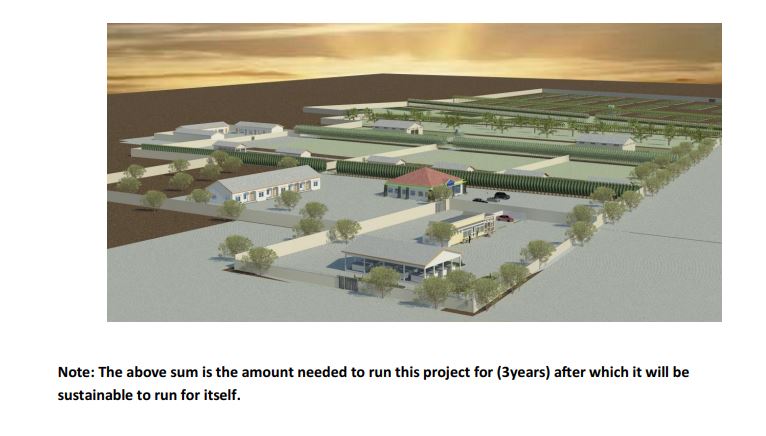 Note: The above sum is the amount needed to run this project for (3years) after which it will be
sustainable to run for itself.